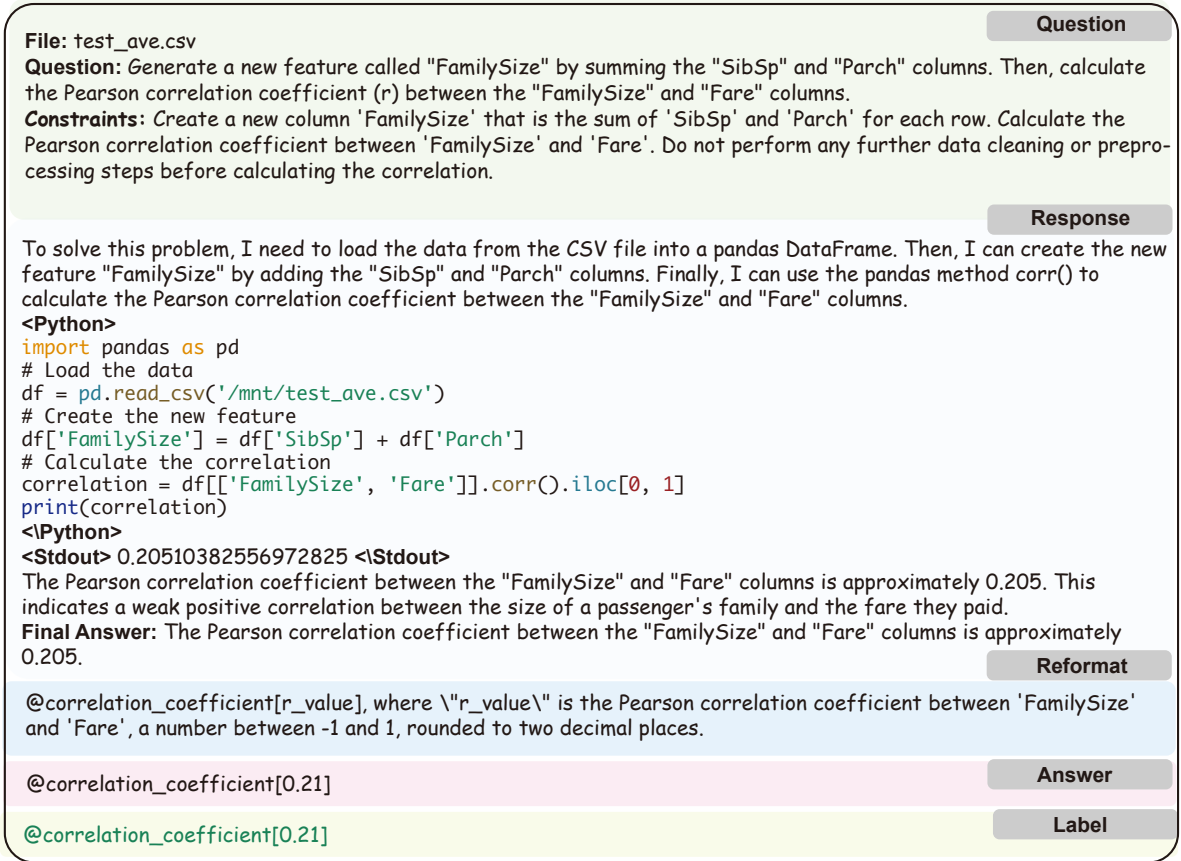 Question
File: test_ave.csv
Question: Generate a new feature called "FamilySize" by summing the "SibSp" and "Parch" columns. Then, calculate
the Pearson correlation coefficient (r) between the "FamilySize" and "Fare" columns.
Constraints: Create a new column 'FamilySize' that is the sum of 'SibSp' and 'Parch' for each row. Calculate the
Pearson correlation coefficient between 'FamilySize' and 'Fare'. Do not perform any further data cleaning or prepro-
cessing steps before calculating the correlation.
Response
To solve this problem, I need to load the data from the CSV file into a pandas DataFrame. Then, I can create the new
feature "FamilySize" by adding the "SibSp" and "Parch" columns. Finally, I can use the pandas method corr() to
calculate the Pearson correlation coefficient between the "FamilySize" and "Fare" columns.
<Python>
import pandas as pd
# Load the data
df = pd.read_csv('/mnt/test_ave.csv')
# Create the new feature
df['FamilySize'] = df['SibSp'] + df['Parch']
# Calculate the correlation
correlation = df[['FamilySize', 'Fare']].corr().iloc[0, 1]
print(correlation)
<\Python>
<Stdout> 0.20510382556972825 <\Stdout>
The Pearson correlation coefficient between the "FamilySize" and "Fare" columns is approximately 0.205. This
indicates a weak positive correlation between the size of a passenger's family and the fare they paid.
Final Answer: The Pearson correlation coefficient between the "FamilySize" and "Fare" columns is approximately
0.205.
Reformat
@correlation_coefficient[r_value], where \"r_value\" is the Pearson correlation coefficient between 'FamilySize'
and 'Fare', a number between -1 and 1, rounded to two decimal places.
Answer
@correlation_coefficient[0.21]
Label
@correlation_coefficient[0.21]